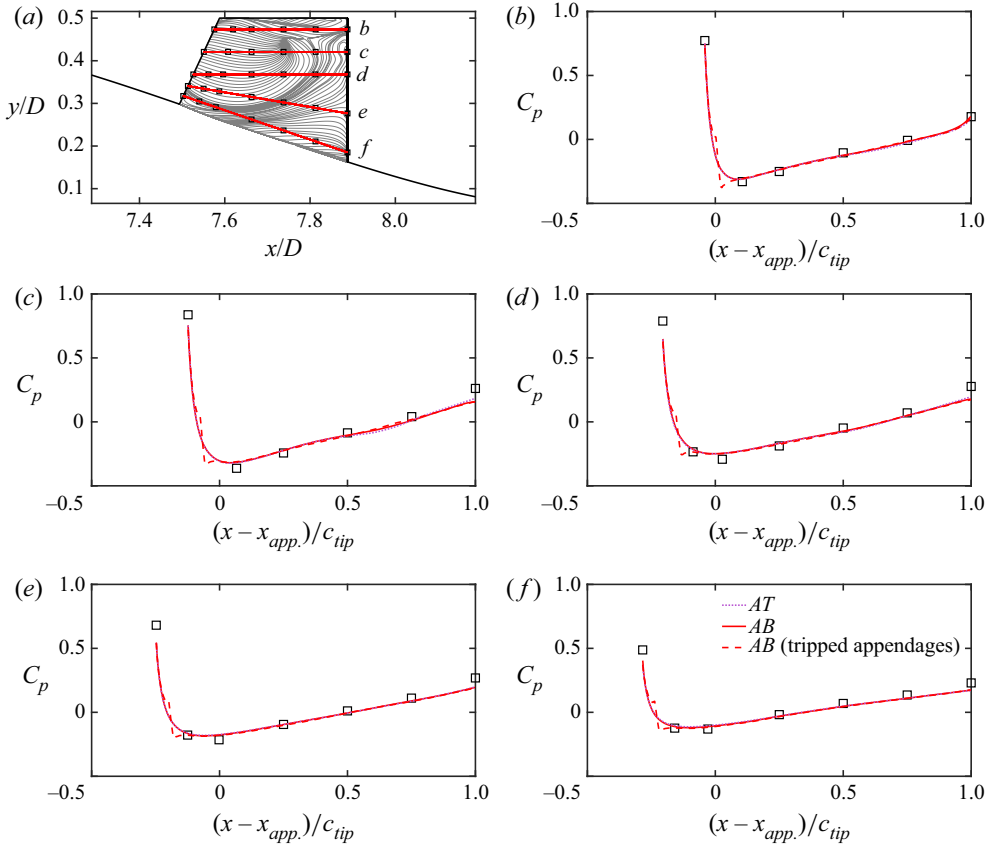 (a)
0.5
0.4
0.3
0.2
0.1
y/D
7.4 7.6 7.8 8.0
x/D
b
c
d
e
f
(b)
1.0
0.5
0
–0.5
C_p
0 0.5 1.0
(x – x_app.)/c_tip
(c)
1.0
0.5
0
–0.5
C_p
0 0.5 1.0
(x – x_app.)/c_tip
(d)
1.0
0.5
0
–0.5
C_p
0 0.5 1.0
(x – x_app.)/c_tip
(e)
1.0
0.5
0
–0.5
C_p
0 0.5 1.0
(x – x_app.)/c_tip
(f)
1.0
0.5
0
–0.5
C_p
AT
AB
AB (tripped appendages)
0 0.5 1.0
(x – x_app.)/c_tip